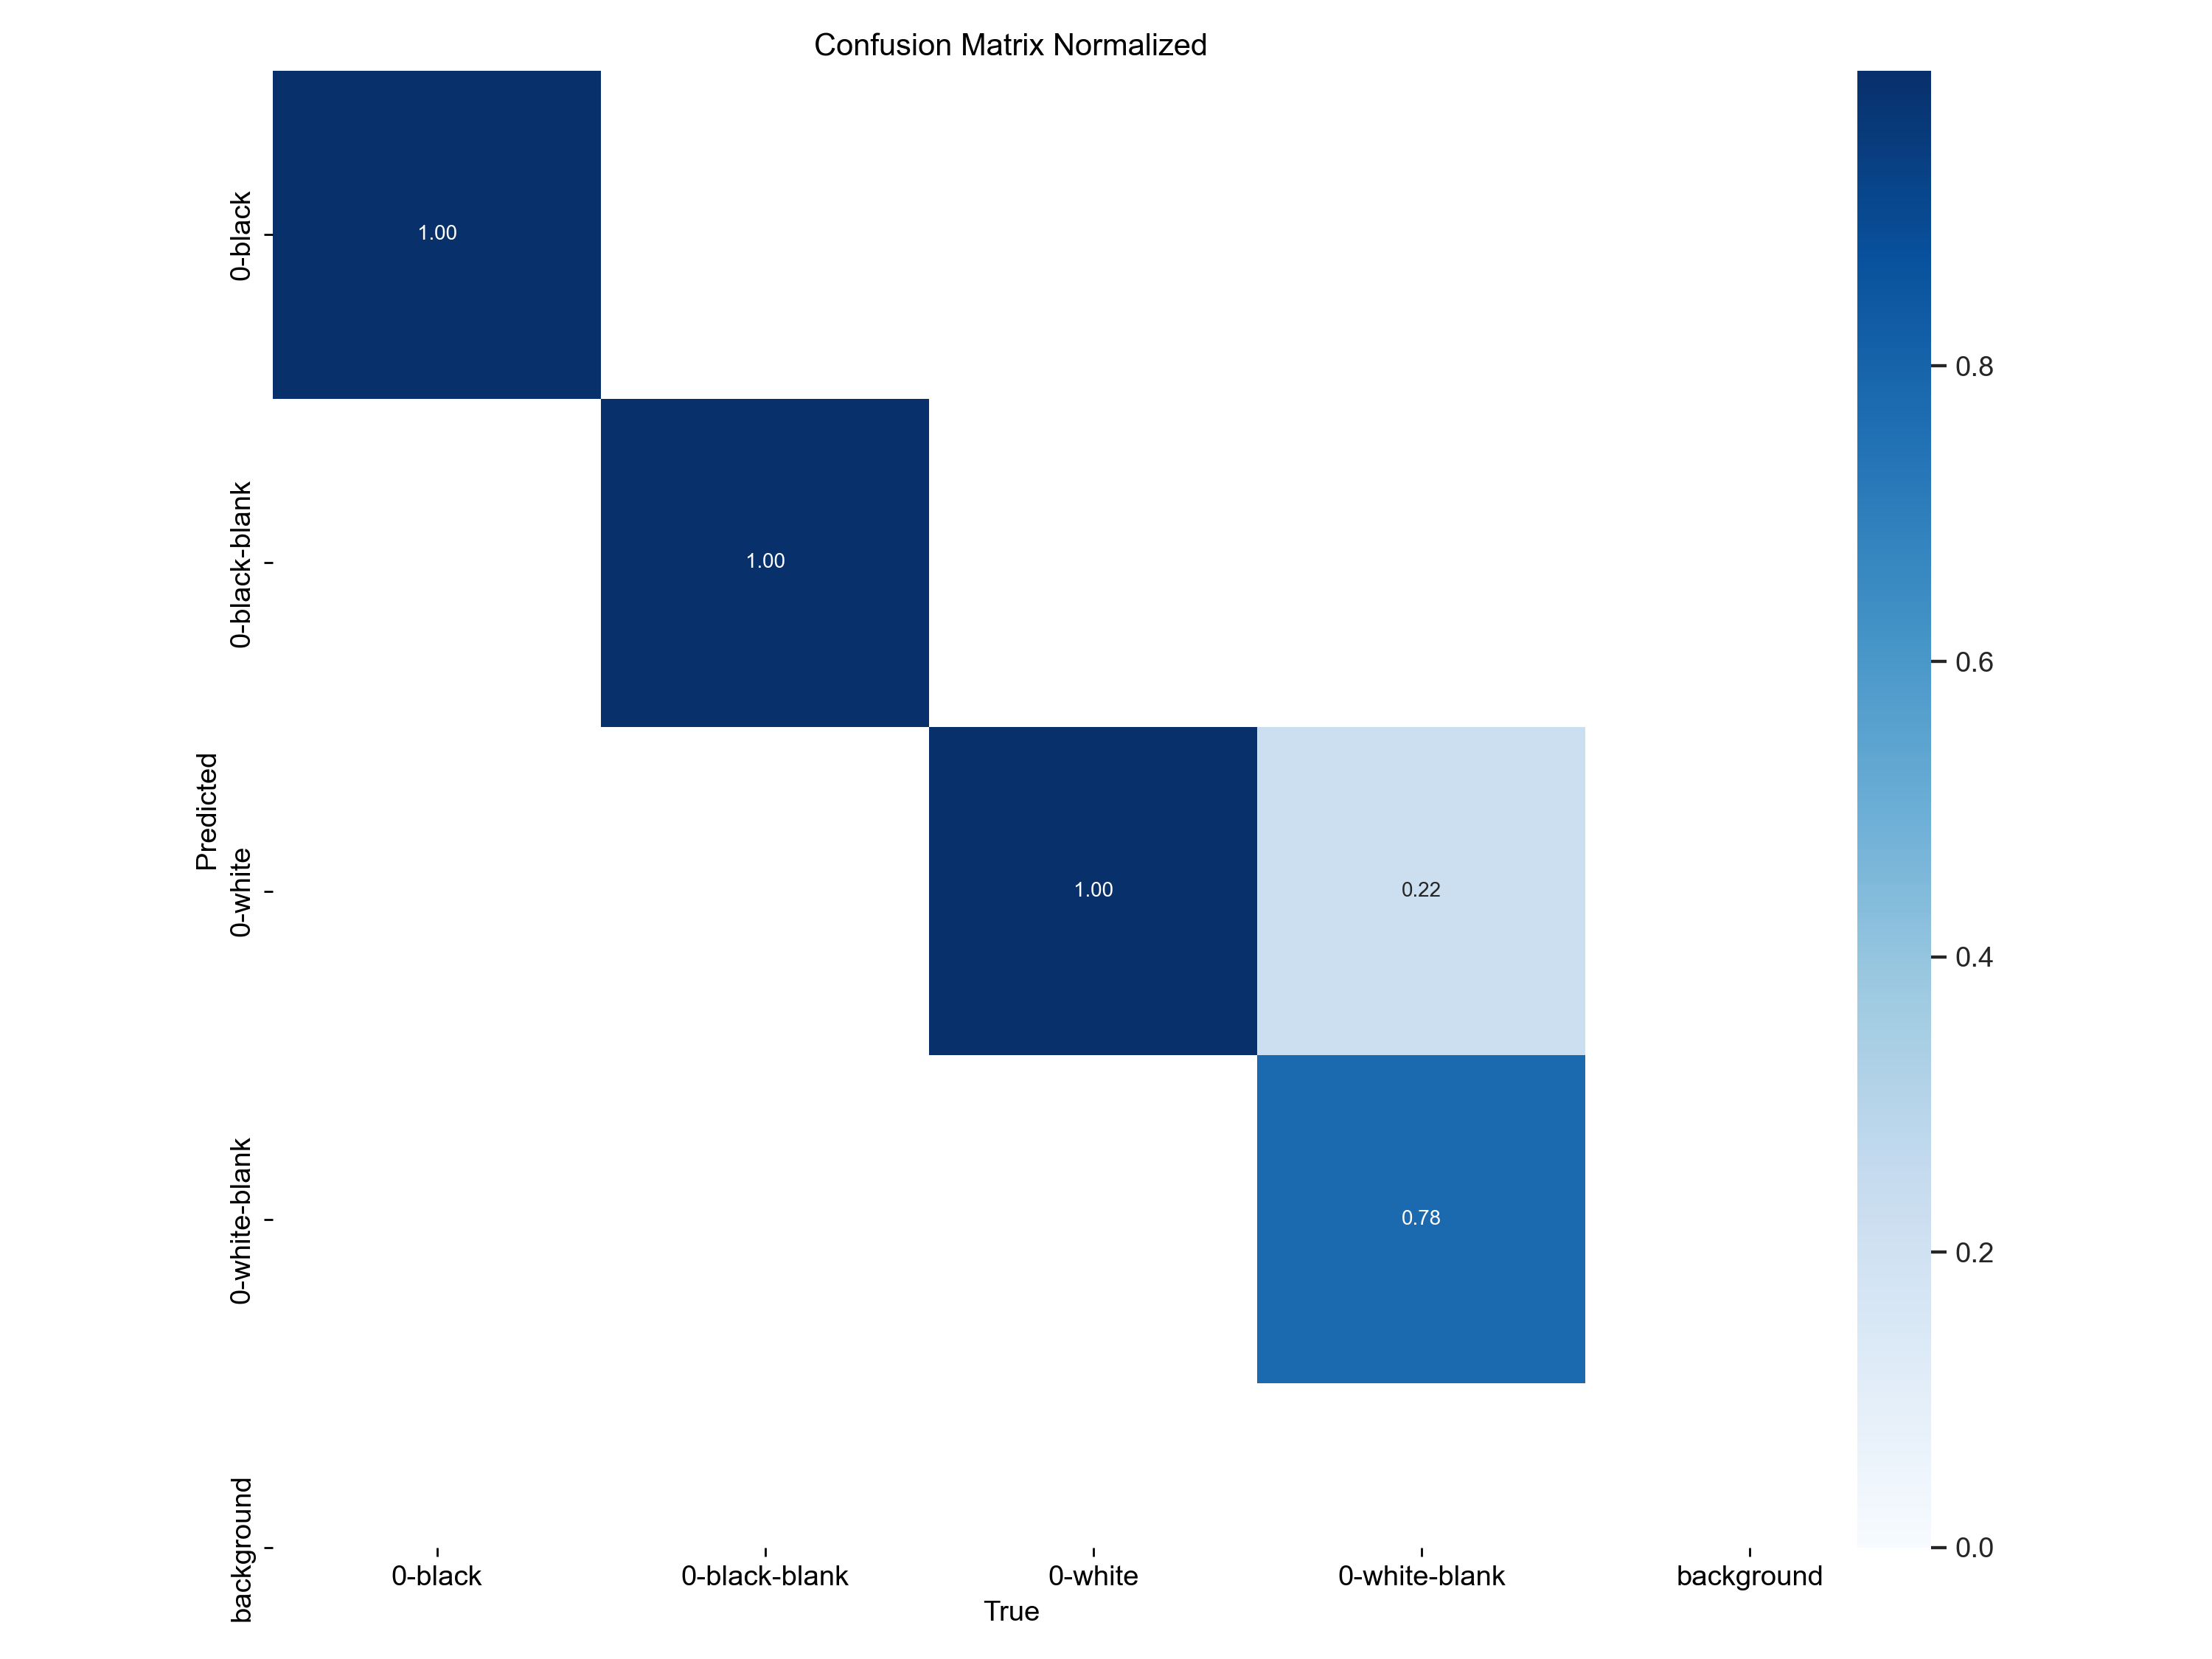 Confusion Matrix Normalized
0-black
1.00
0.8
0-black-blank
1.00
0.6
Predicted
0-white
1.00
0.22
0.4
0-white-blank
0.78
0.2
background
0.0
0-black
0-black-blank
0-white
0-white-blank
background
True